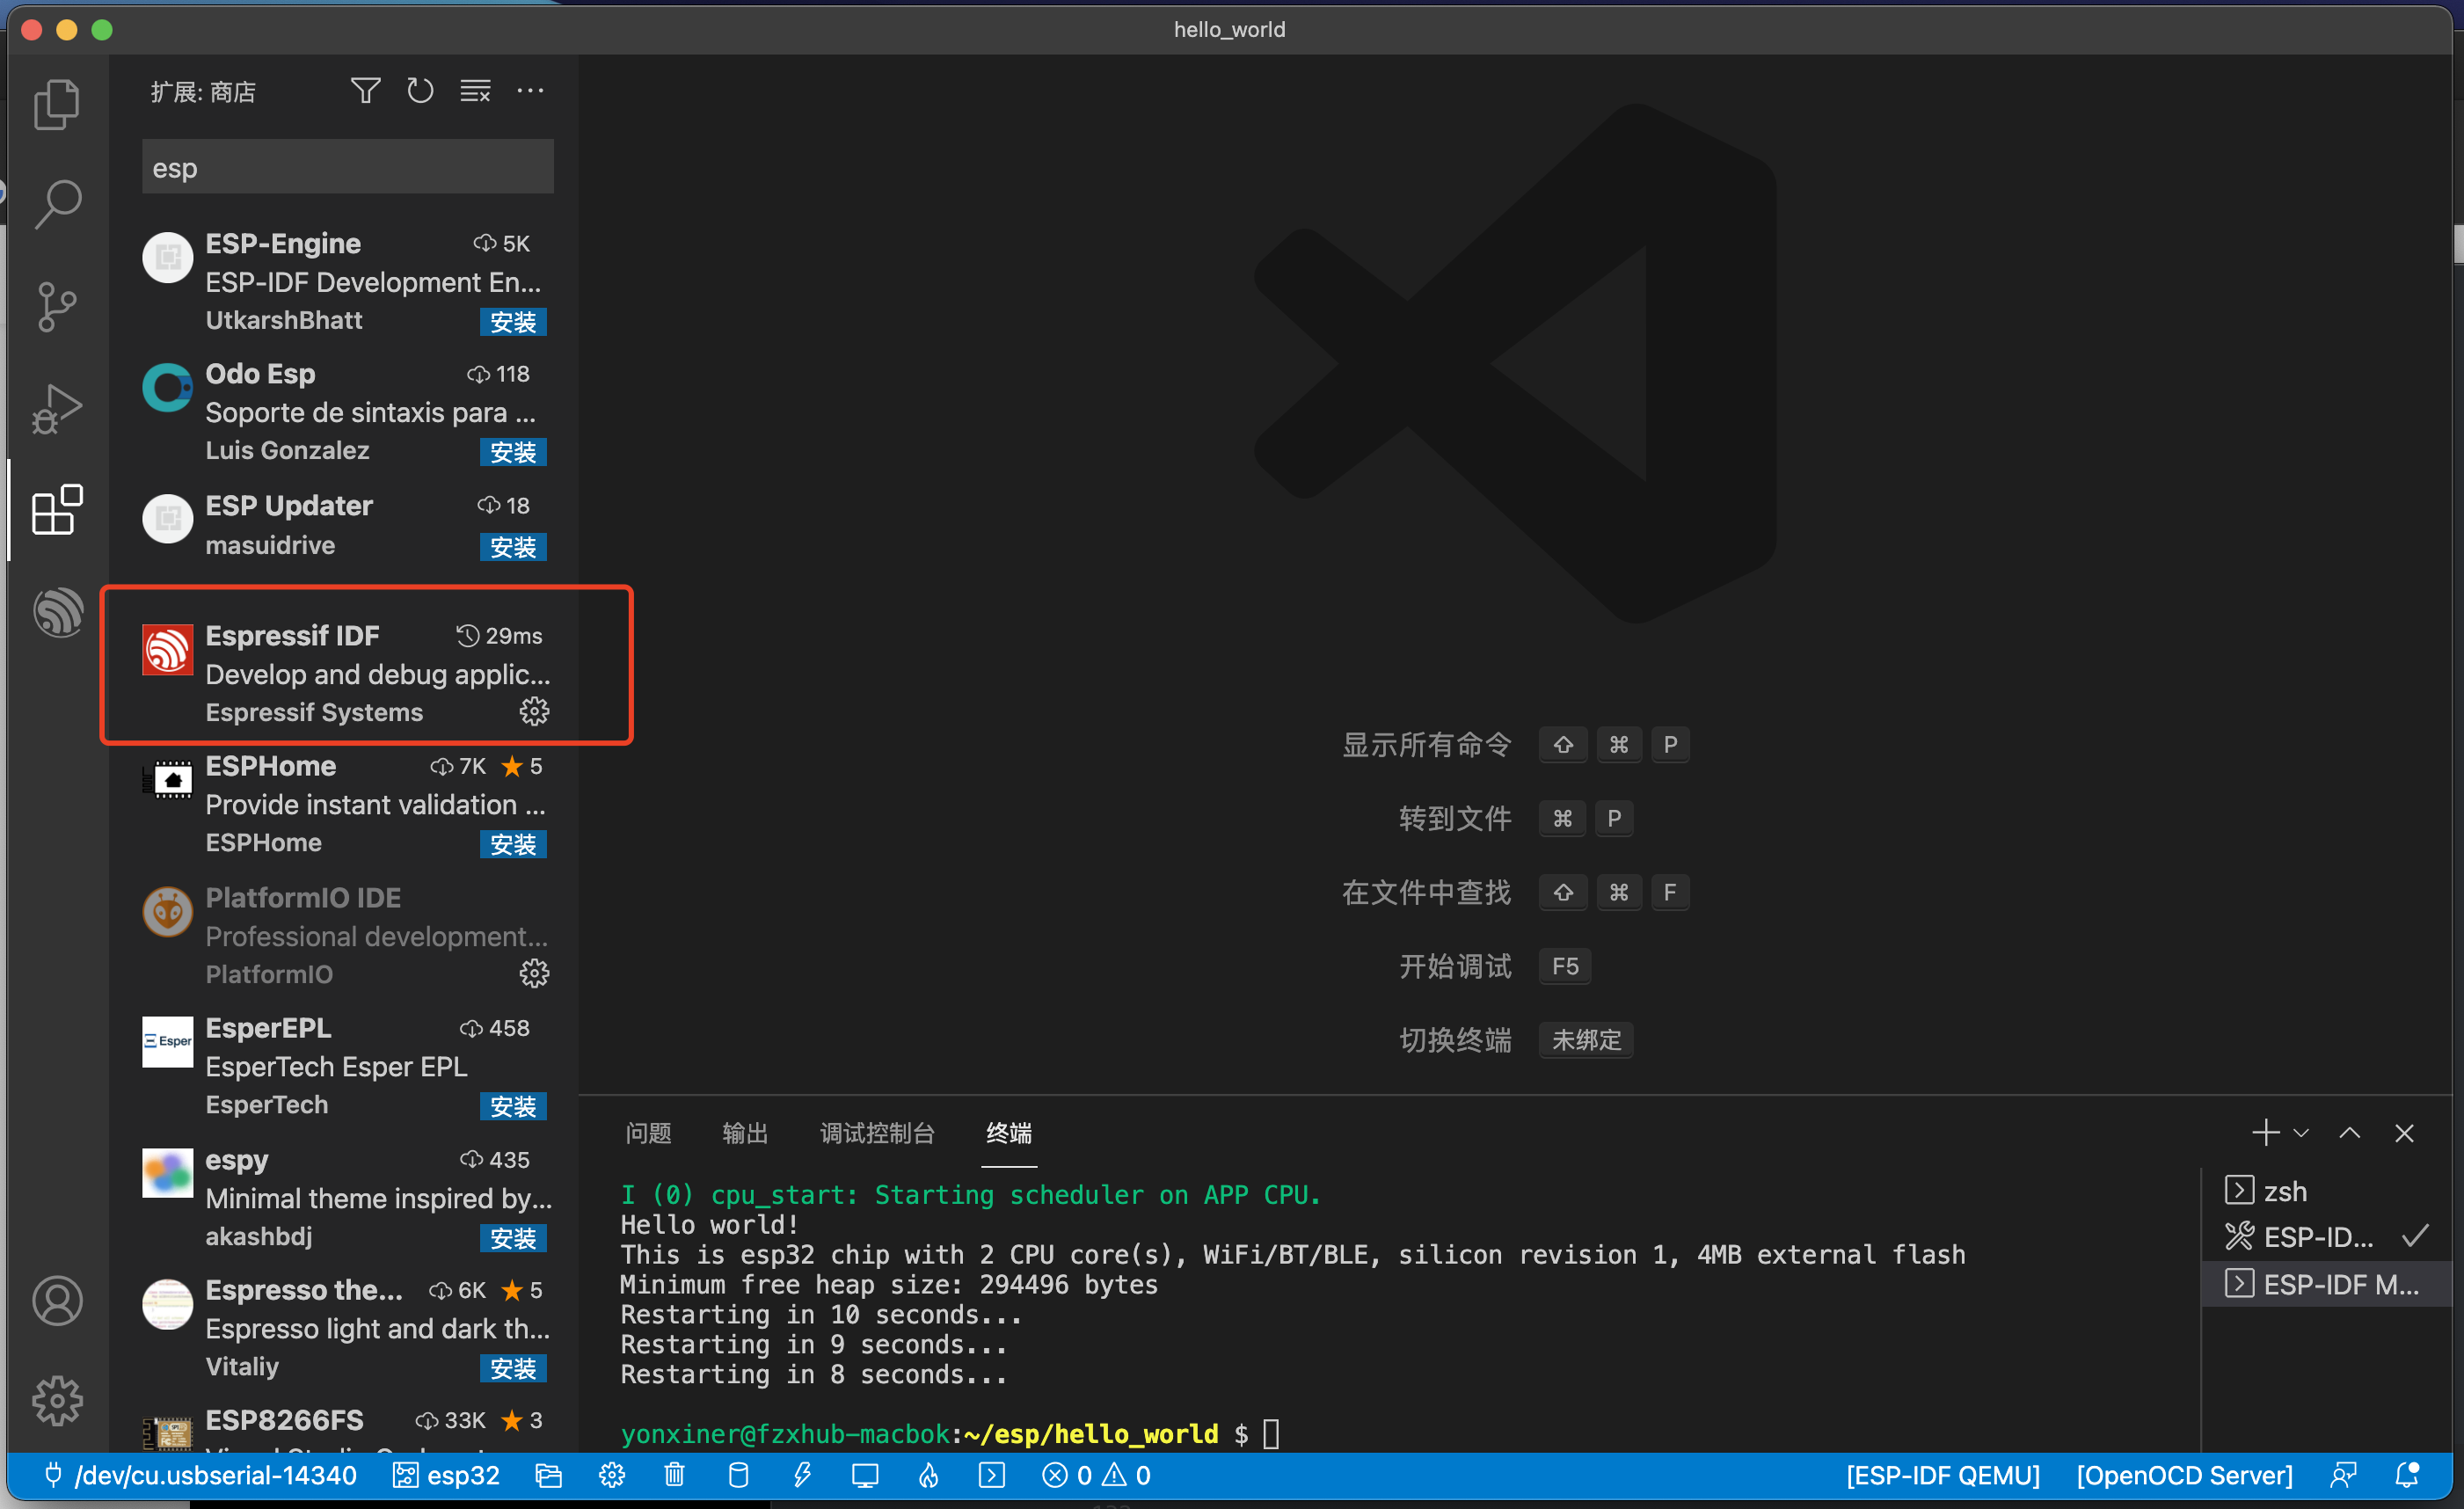 hello_world
扩展: 商店
esp
ESP-Engine 5K
ESP-IDF Development En...
UtkarshBhatt 安装
Odo Esp 118
Soporte de sintaxis para ...
Luis Gonzalez 安装
ESP Updater 18
masuidrive 安装
Espressif IDF 29ms
Develop and debug applic...
Espressif Systems
ESPHome 7K ★ 5
Provide instant validation ...
ESPHome 安装
PlatformIO IDE
Professional development...
PlatformIO
Esper
EsperEPL 458
EsperTech Esper EPL
EsperTech 安装
espy 435
Minimal theme inspired by...
akashbdj 安装
Espresso the... 6K ★ 5
Espresso light and dark th...
Vitaliy 安装
ESP8266FS 33K ★ 3
显示所有命令 ⇧ ⌘ P
转到文件 ⌘ P
在文件中查找 ⇧ ⌘ F
开始调试 F5
切换终端 未绑定
问题 输出 调试控制台 终端
I (0) cpu_start: Starting scheduler on APP CPU.
Hello world!
This is esp32 chip with 2 CPU core(s), WiFi/BT/BLE, silicon revision 1, 4MB external flash
Minimum free heap size: 294496 bytes
Restarting in 10 seconds...
Restarting in 9 seconds...
Restarting in 8 seconds...
yonxiner@fzxhub-macbok:~/esp/hello_world $
zsh
ESP-ID...
ESP-IDF M...
/dev/cu.usbserial-14340 esp32 0 0 [ESP-IDF QEMU] [OpenOCD Server]